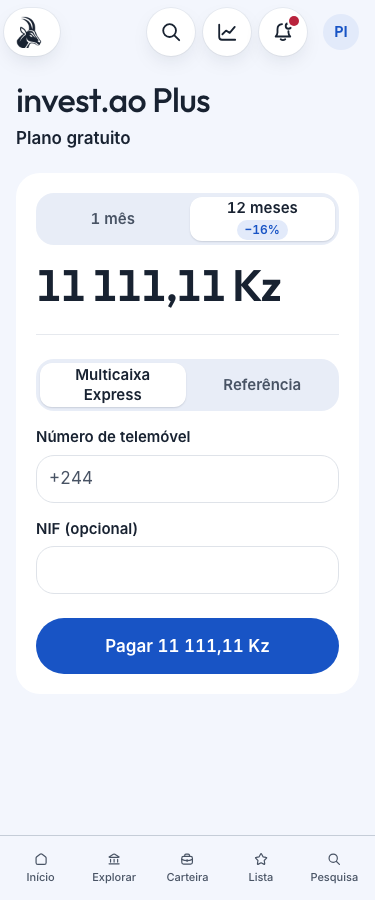 PI
invest.ao Plus
Plano gratuito
1 mês
12 meses
−16%
11 111,11 Kz
Multicaixa
Express
Referência
Número de telemóvel
+244
NIF (opcional)
Pagar 11 111,11 Kz
Início
Explorar
Carteira
Lista
Pesquisa